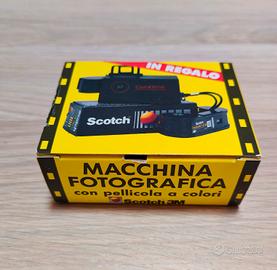 IN REGALO
Scotch
MACCHINA
FOTOGRAFICA
con pellicola a colori
Scotch 3M